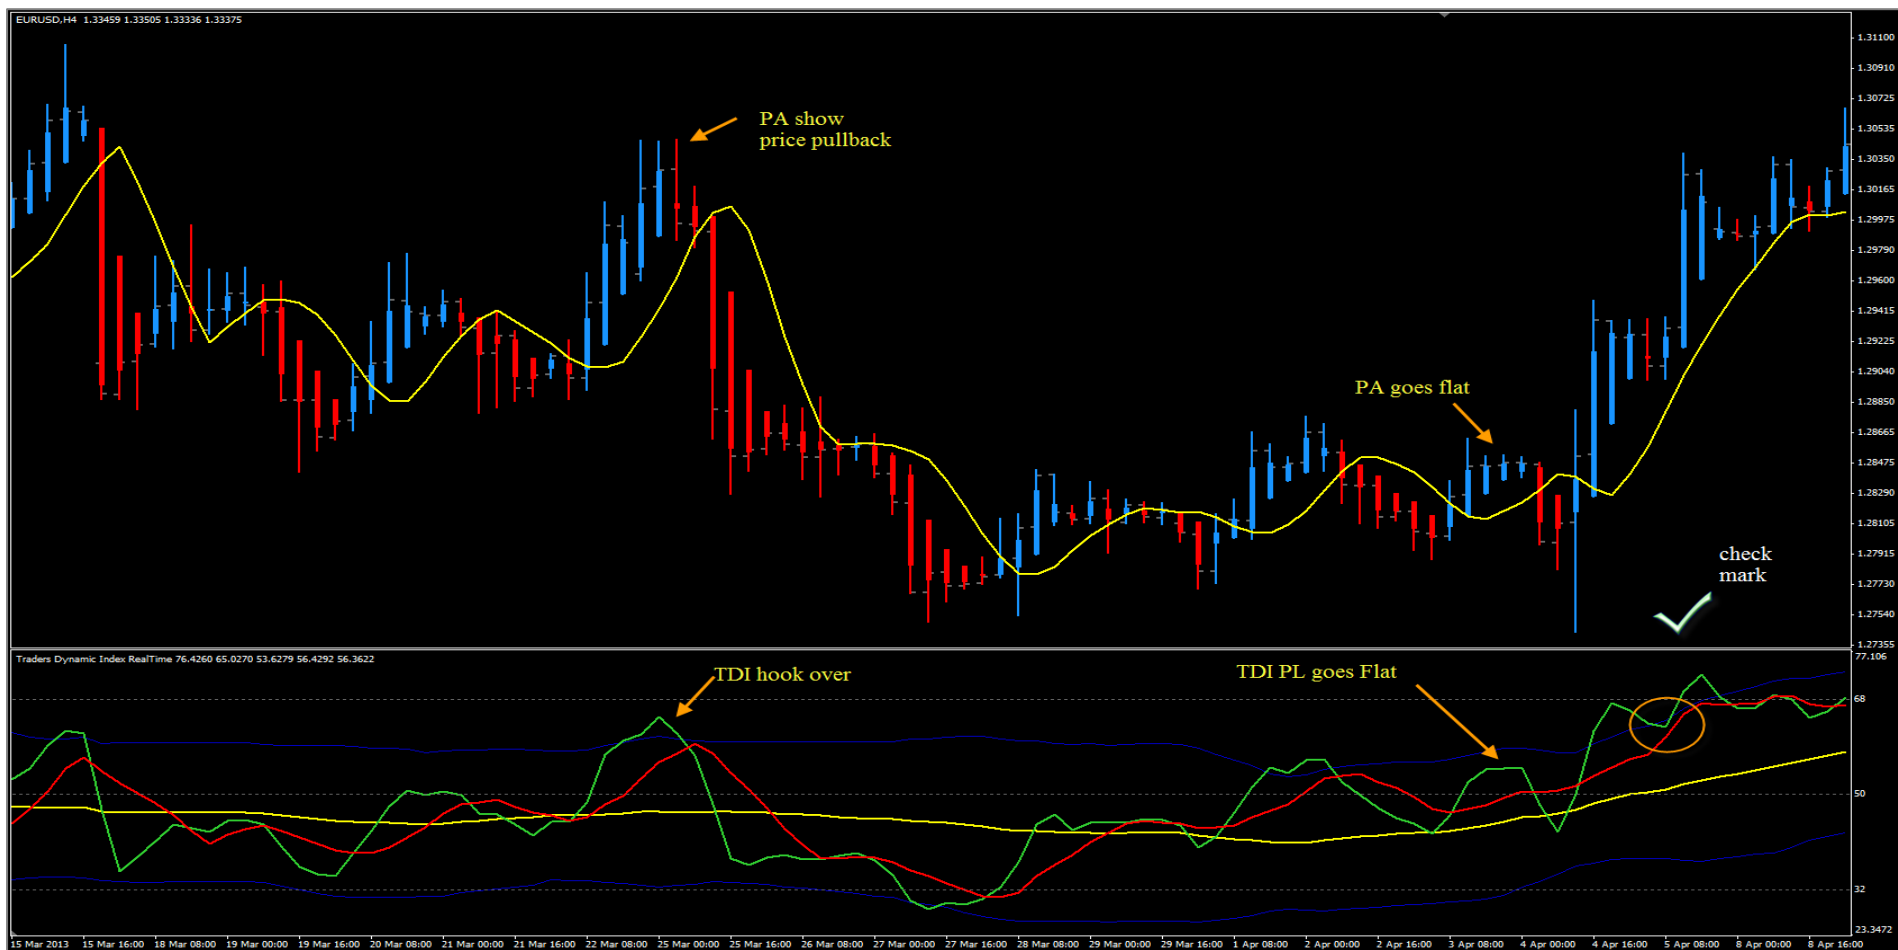 EURUSD,H4 1.33459 1.33505 1.33336 1.33375
1.31100
1.30910
1.30725
PA show
price pullback
1.30535
1.30350
1.30165
1.29975
1.29790
1.29600
1.29415
1.29225
1.29040
PA goes flat
1.28850
1.28665
1.28475
1.28290
1.28105
1.27915
check
mark
1.27730
1.27540
1.27355
Traders Dynamic Index RealTime 76.4260 65.0270 53.6279 56.4292 56.3622
77.106
TDI hook over
TDI PL goes Flat
68
50
32
23.3472
15 Mar 2013 15 Mar 16:00 18 Mar 08:00 19 Mar 00:00 19 Mar 16:00 20 Mar 08:00 21 Mar 00:00 21 Mar 16:00 22 Mar 08:00 25 Mar 00:00 25 Mar 16:00 26 Mar 08:00 27 Mar 00:00 27 Mar 16:00 28 Mar 08:00 29 Mar 00:00 29 Mar 16:00 1 Apr 08:00 2 Apr 00:00 2 Apr 16:00 3 Apr 08:00 4 Apr 00:00 4 Apr 16:00 5 Apr 08:00 8 Apr 00:00 8 Apr 16:00